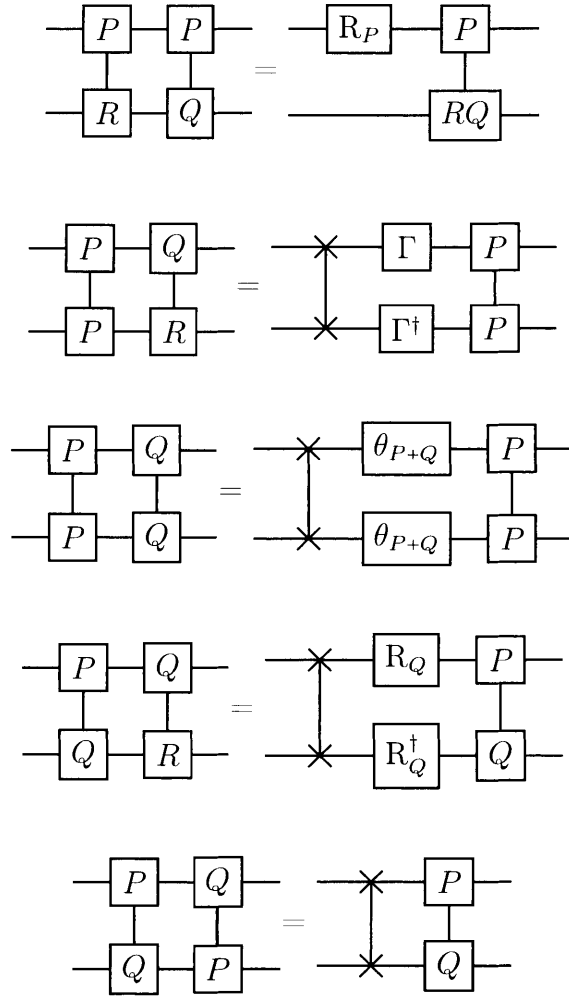 P P = R_P P
R Q RQ
P Q = Γ P
P R Γ† P
P Q = θ_{P+Q} P
P Q θ_{P+Q} P
P Q = R_Q P
Q R R_Q^† Q
P Q = P
Q P Q